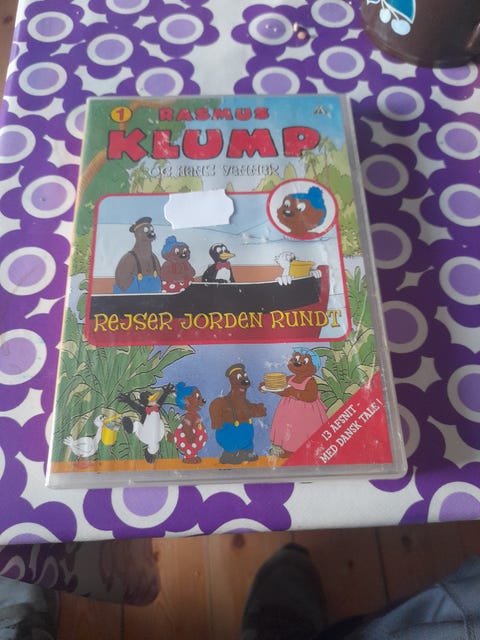 1
RASMUS
KLUMP
OG HANS VENNER
REJSER JORDEN RUNDT
13 AFSNIT -
MED DANSK TALE!